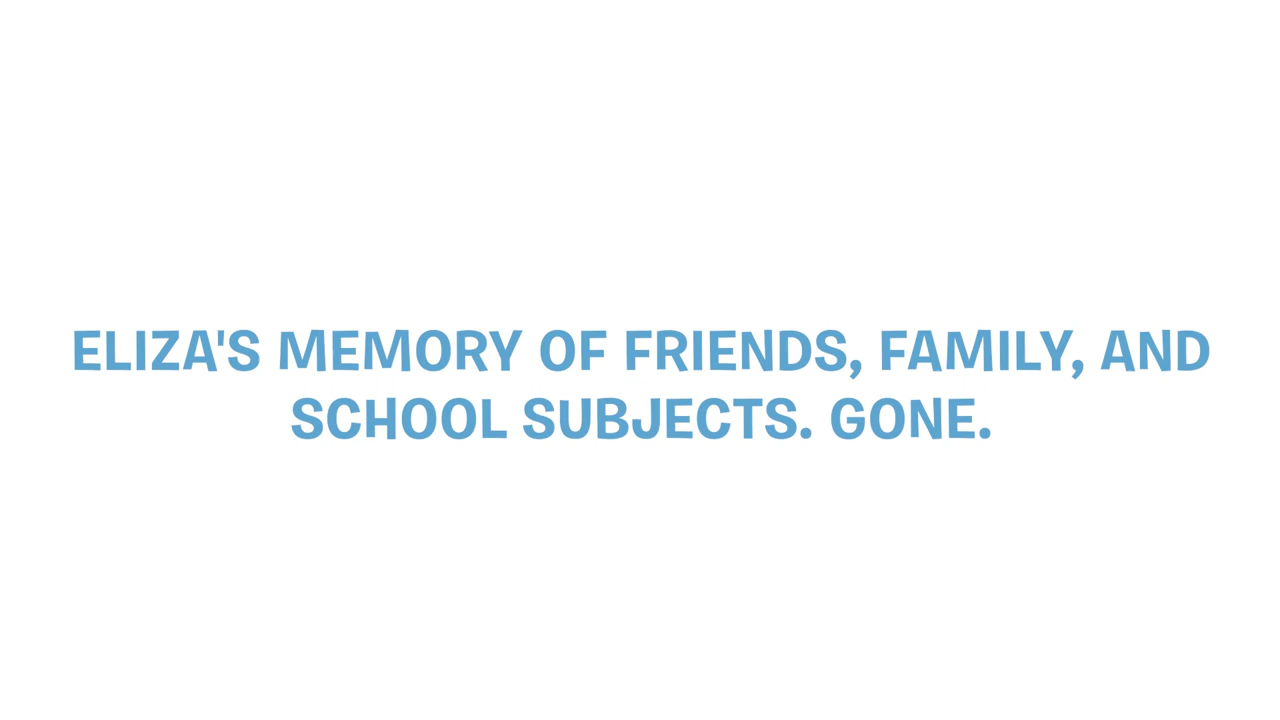 ELIZA'S MEMORY OF FRIENDS, FAMILY, AND
SCHOOL SUBJECTS. GONE.